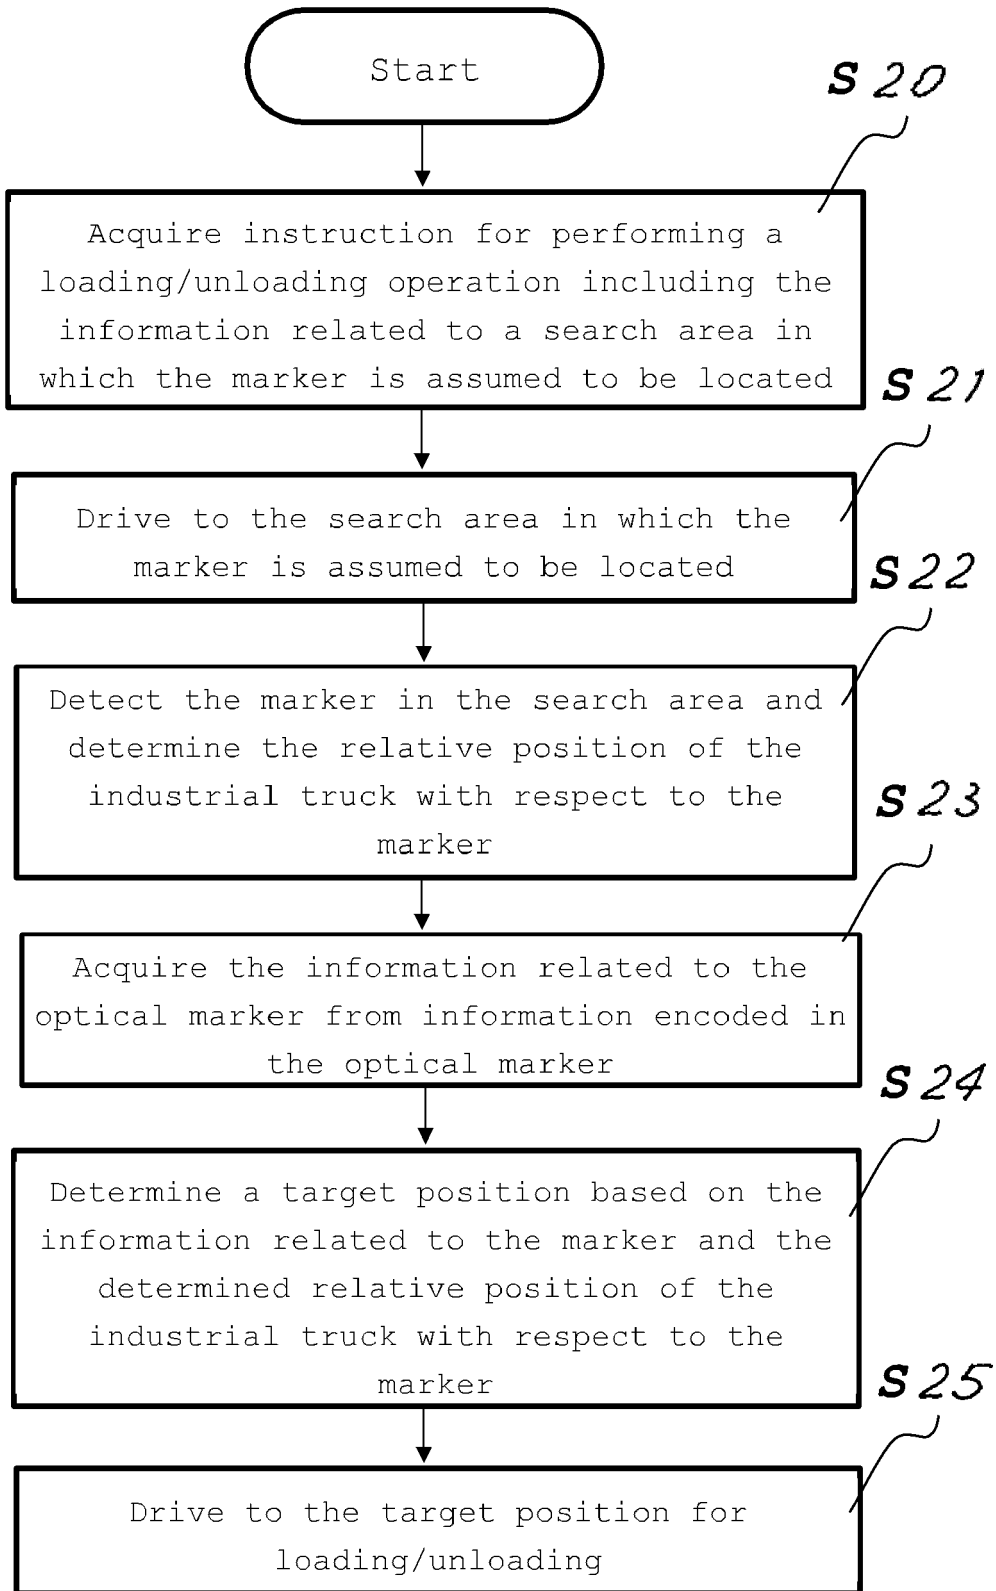 Start
S20
Acquire instruction for performing a
loading/unloading operation including the
information related to a search area in
which the marker is assumed to be located
S21
Drive to the search area in which the
marker is assumed to be located
S22
Detect the marker in the search area and
determine the relative position of the
industrial truck with respect to the
marker
S23
Acquire the information related to the
optical marker from information encoded in
the optical marker
S24
Determine a target position based on the
information related to the marker and the
determined relative position of the
industrial truck with respect to the
marker
S25
Drive to the target position for
loading/unloading